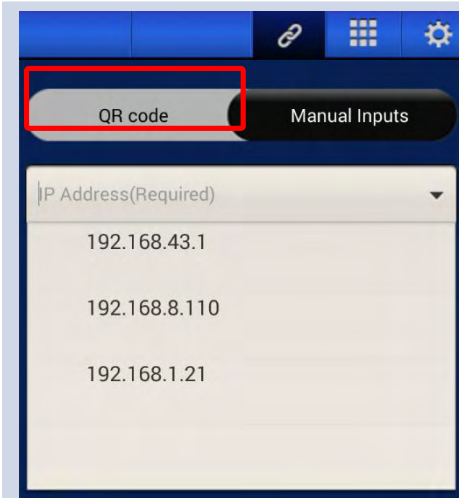 QR code
Manual Inputs
IP Address(Required)
192.168.43.1
192.168.8.110
192.168.1.21